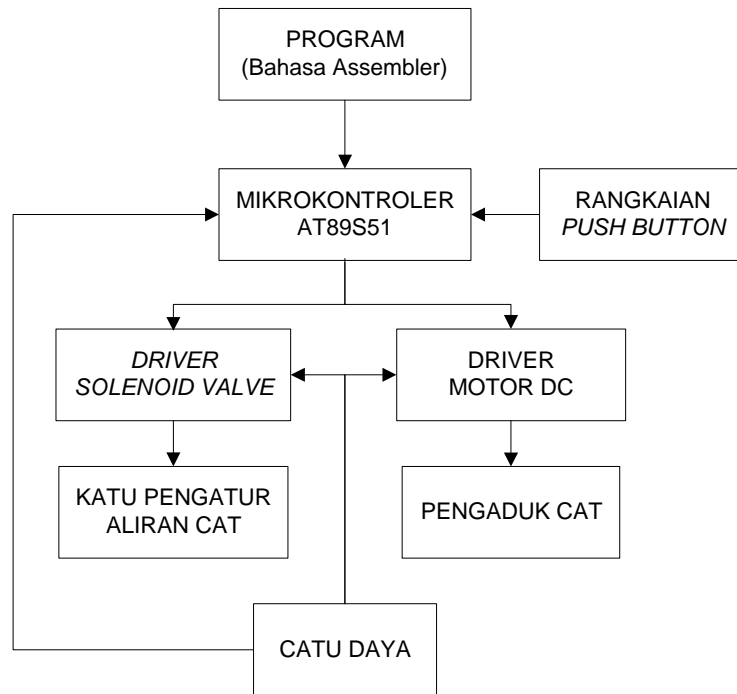 PROGRAM
(Bahasa Assembler)
MIKROKONTROLER
AT89S51
RANGKAIAN
PUSH BUTTON
DRIVER
SOLENOID VALVE
DRIVER
MOTOR DC
KATU PENGATUR
ALIRAN CAT
PENGADUK CAT
CATU DAYA